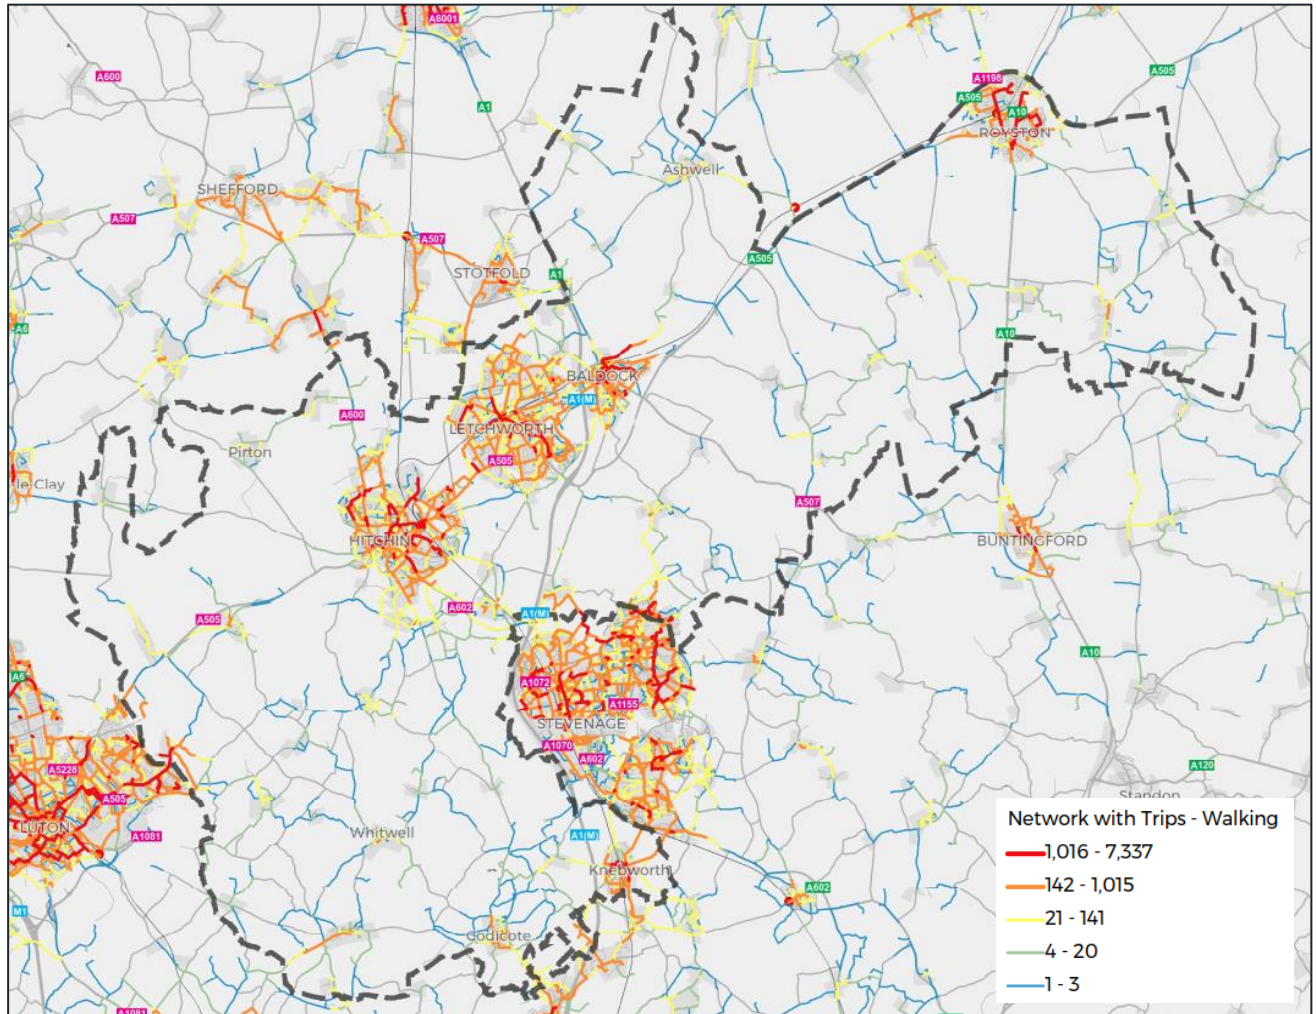 A6001
A600
A1
A1198
A505
A505
A10
ROYSTON
Ashwell
SHEFFORD
A507
A507
STOTFOLD
A505
A1
A6
A10
BALDOCK
A1(M)
A600
LETCHWORTH
Pirton
A505
-le-Clay
A507
HITCHIN
BUNTINGFORD
A602
A1(M)
A505
A10
A6
A1072
A1155
STEVENAGE
A1070
A602
A5228
A120
A505
Standon
LUTON
A1081
Whitwell
A1(M)
Knebworth
A602
M1
Codicote
A1081
Network with Trips - Walking
1,016 - 7,337
142 - 1,015
21 - 141
4 - 20
1 - 3